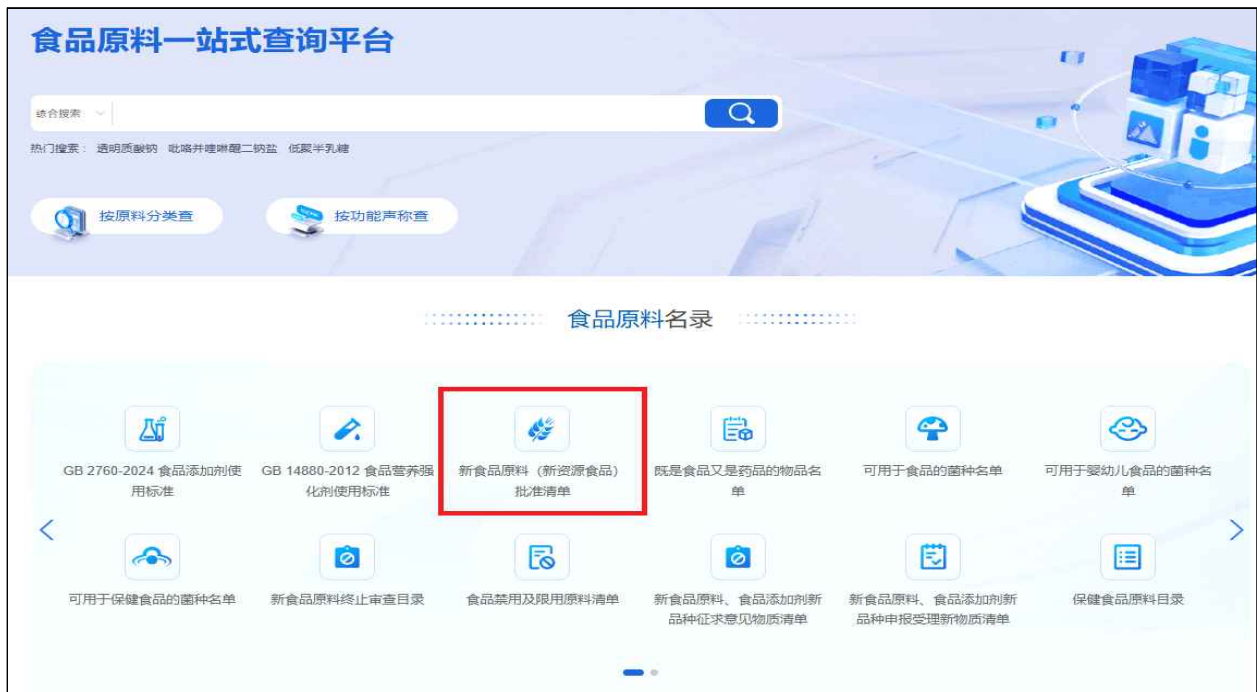 食品原料一站式查询平台
综合搜索
热门搜索： 透明质酸钠 吡咯并喹啉醌二钠盐 低聚半乳糖
按原料分类查 按功能声称查
食品原料名录
GB 2760-2024 食品添加剂使
用标准
GB 14880-2012 食品营养强
化剂使用标准
新食品原料（新资源食品）
批准清单
既是食品又是药品的物品名
单
可用于食品的菌种名单
可用于婴幼儿食品的菌种名
单
可用于保健食品的菌种名单
新食品原料终止审查目录
食品禁用及限用原料清单
新食品原料、食品添加剂新
品种征求意见物质清单
新食品原料、食品添加剂新
品种申报受理新物质清单
保健食品原料目录